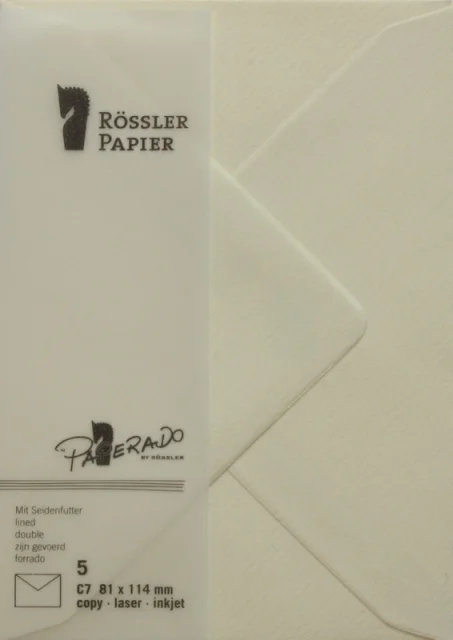 RÖSSLER
PAPIER
PAPERADO
BY RÖSSLER
Mit Seidenfutter
lined
double
zijn gevoerd
forrado
5
C7 81 x 114 mm
copy · laser · inkjet